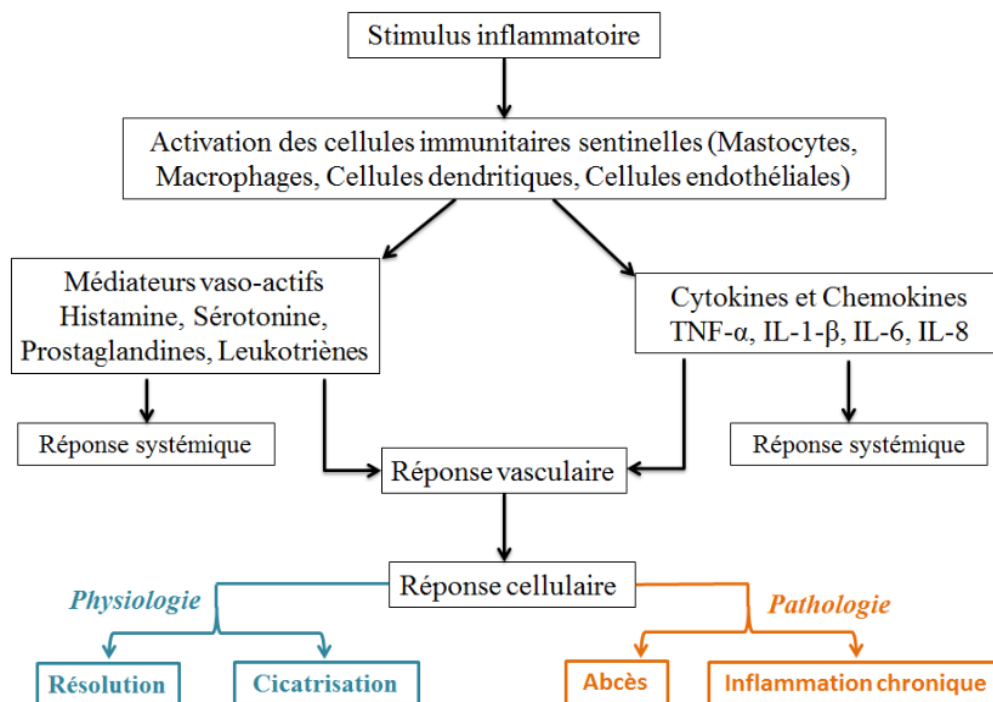 Stimulus inflammatoire
Activation des cellules immunitaires sentinelles (Mastocytes,
Macrophages, Cellules dendritiques, Cellules endothéliales)
Médiateurs vaso-actifs
Histamine, Sérotonine,
Prostaglandines, Leukotriènes
Cytokines et Chemokines
TNF-α, IL-1-β, IL-6, IL-8
Réponse systémique
Réponse systémique
Réponse vasculaire
Réponse cellulaire
Physiologie
Pathologie
Résolution
Cicatrisation
Abcès
Inflammation chronique